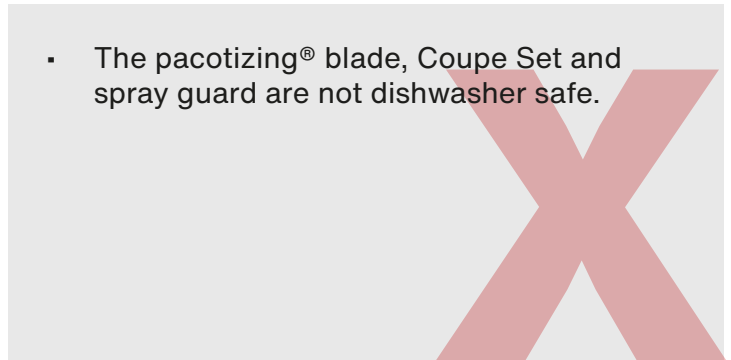 ▪ The pacotizing® blade, Coupe Set and
spray guard are not dishwasher safe.
X